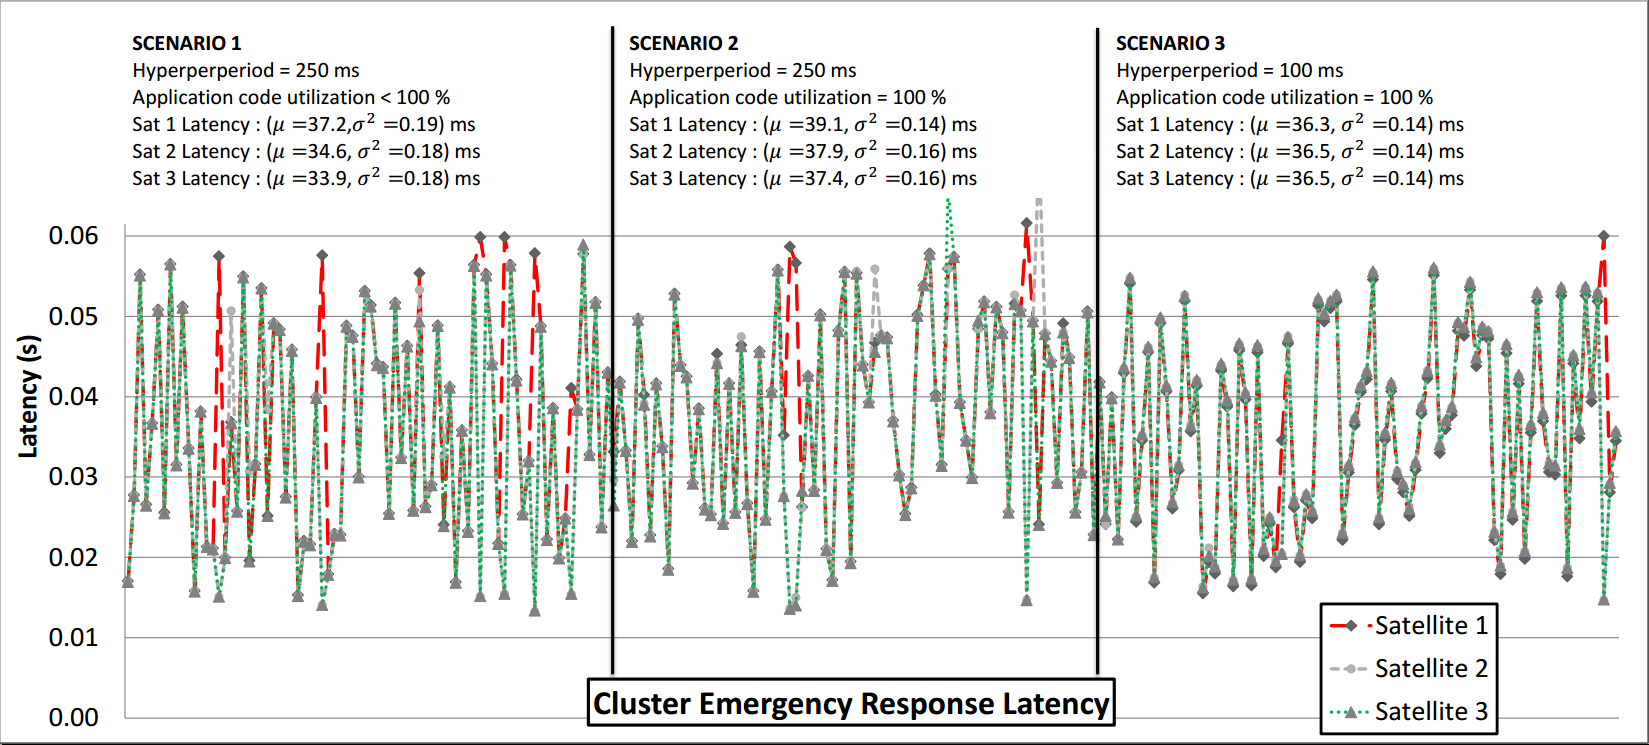 SCENARIO 1
Hyperperperiod = 250 ms
Application code utilization < 100 %
Sat 1 Latency : (μ =37.2,σ² =0.19) ms
Sat 2 Latency : (μ =34.6, σ² =0.18) ms
Sat 3 Latency : (μ =33.9, σ² =0.18) ms
SCENARIO 2
Hyperperperiod = 250 ms
Application code utilization = 100 %
Sat 1 Latency : (μ =39.1, σ² =0.14) ms
Sat 2 Latency : (μ =37.9, σ² =0.16) ms
Sat 3 Latency : (μ =37.4, σ² =0.16) ms
SCENARIO 3
Hyperperperiod = 100 ms
Application code utilization = 100 %
Sat 1 Latency : (μ =36.3, σ² =0.14) ms
Sat 2 Latency : (μ =36.5, σ² =0.14) ms
Sat 3 Latency : (μ =36.5, σ² =0.14) ms
Latency (s)
0.06
0.05
0.04
0.03
0.02
0.01
0.00
Cluster Emergency Response Latency
Satellite 1
Satellite 2
Satellite 3